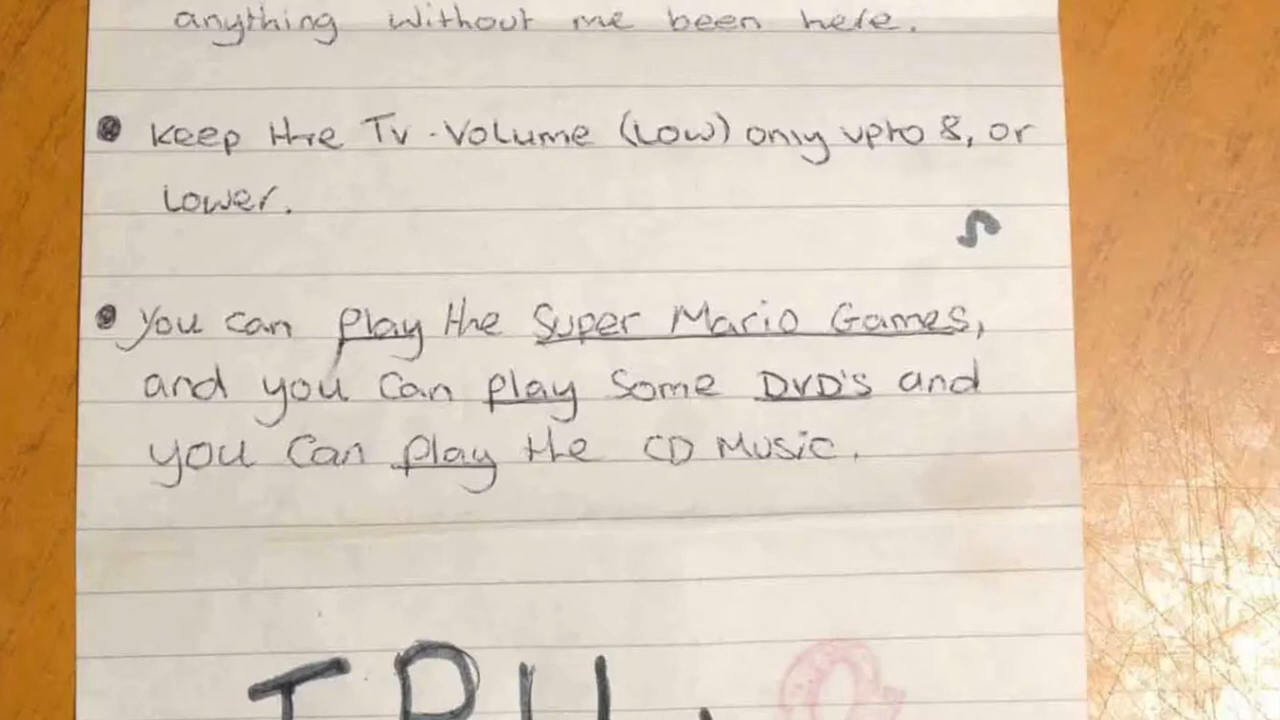 anything without me been here.
• Keep the TV-Volume (Low) only upto 8, or
Lower.
• You can play the Super Mario Games,
and you can play some DVD's and
you can play the CD Music.